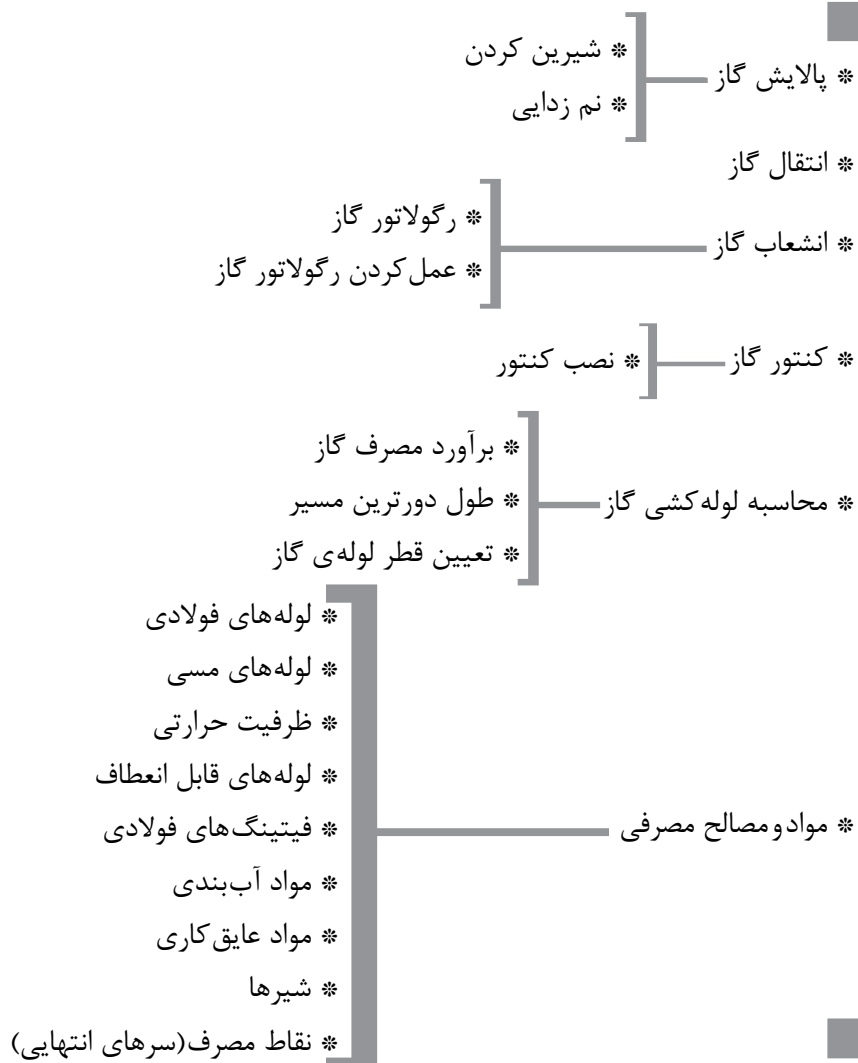 ❊ پالایش گاز
❊ شیرین کردن
❊ نم زدایی
❊ انتقال گاز
❊ انشعاب گاز
❊ رگولاتور گاز
❊ عمل‌کردن رگولاتور گاز
❊ کنتور گاز
❊ نصب کنتور
❊ محاسبه لوله‌کشی گاز
❊ برآورد مصرف گاز
❊ طول دورترین مسیر
❊ تعیین قطر لوله‌ی گاز
❊ موادومصالح مصرفی
❊ لوله‌های فولادی
❊ لوله‌های مسی
❊ ظرفیت حرارتی
❊ لوله‌های قابل انعطاف
❊ فیتینگ‌های فولادی
❊ مواد آب‌بندی
❊ مواد عایق‌کاری
❊ شیرها
❊ نقاط مصرف(سرهای انتهایی)